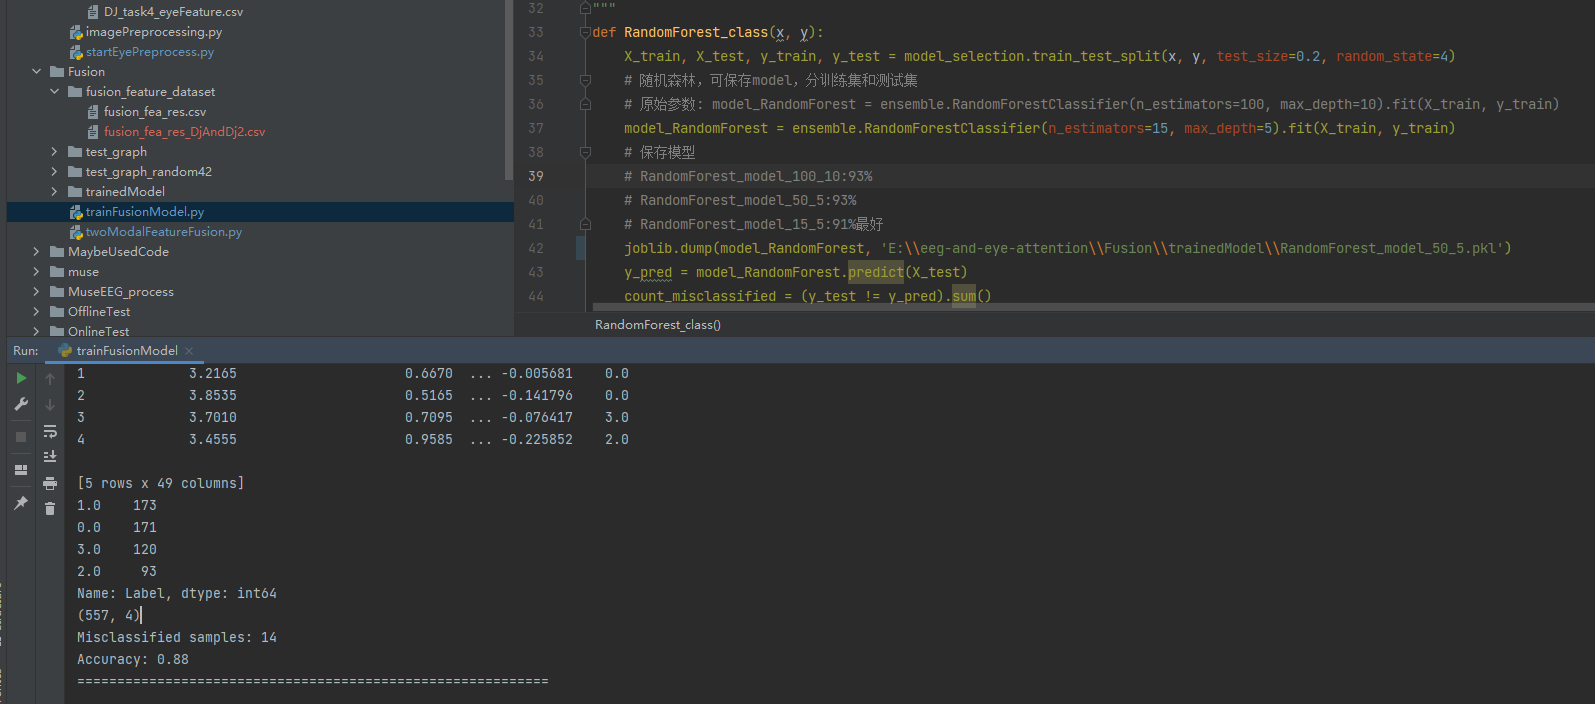 DJ_task4_eyeFeature.csv
imagePreprocessing.py
startEyePreprocess.py
Fusion
fusion_feature_dataset
fusion_fea_res.csv
fusion_fea_res_DjAndDj2.csv
test_graph
test_graph_random42
trainedModel
trainFusionModel.py
twoModalFeatureFusion.py
MaybeUsedCode
muse
MuseEEG_process
OfflineTest
OnlineTest
32 """
33 def RandomForest_class(x, y):
34 X_train, X_test, y_train, y_test = model_selection.train_test_split(x, y, test_size=0.2, random_state=4)
35 # 随机森林，可保存model，分训练集和测试集
36 # 原始参数: model_RandomForest = ensemble.RandomForestClassifier(n_estimators=100, max_depth=10).fit(X_train, y_train)
37 model_RandomForest = ensemble.RandomForestClassifier(n_estimators=15, max_depth=5).fit(X_train, y_train)
38 # 保存模型
39 # RandomForest_model_100_10:93%
40 # RandomForest_model_50_5:93%
41 # RandomForest_model_15_5:91%最好
42 joblib.dump(model_RandomForest, 'E:\\eeg-and-eye-attention\\Fusion\\trainedModel\\RandomForest_model_50_5.pkl')
43 y_pred = model_RandomForest.predict(X_test)
44 count_misclassified = (y_test != y_pred).sum()
RandomForest_class()
Run: trainFusionModel
1 3.2165 0.6670 ... -0.005681 0.0
2 3.8535 0.5165 ... -0.141796 0.0
3 3.7010 0.7095 ... -0.076417 3.0
4 3.4555 0.9585 ... -0.225852 2.0
[5 rows x 49 columns]
1.0 173
0.0 171
3.0 120
2.0 93
Name: Label, dtype: int64
(557, 4)
Misclassified samples: 14
Accuracy: 0.88
===========================================================